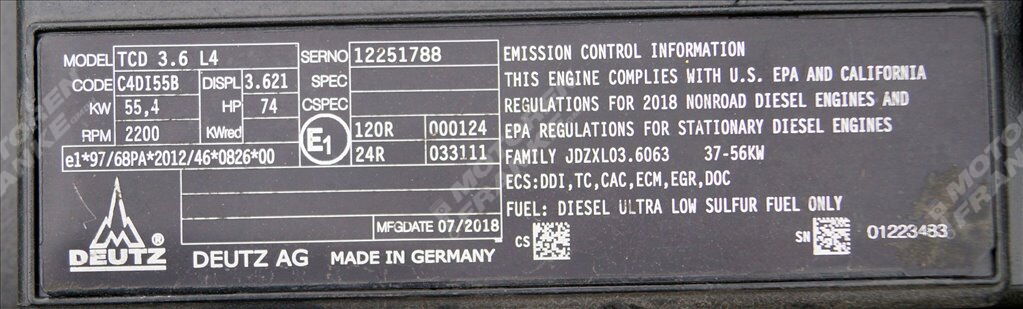 MODEL TCD 3.6 L4
CODE C4DI55B DISPL 3.621
KW 55,4 HP 74
RPM 2200 KWred
e1*97/68PA*2012/46*0826*00
SERNO 12251788
SPEC
CSPEC
E1 120R 000124
24R 033111
MFGDATE 07/2018
DEUTZ ®
DEUTZ AG MADE IN GERMANY
EMISSION CONTROL INFORMATION
THIS ENGINE COMPLIES WITH U.S. EPA AND CALIFORNIA
REGULATIONS FOR 2018 NONROAD DIESEL ENGINES AND
EPA REGULATIONS FOR STATIONARY DIESEL ENGINES
FAMILY JDZXL03.6063 37-56KW
ECS:DDI,TC,CAC,ECM,EGR,DOC
FUEL: DIESEL ULTRA LOW SULFUR FUEL ONLY
CS
SN 01223483
MOTOREN
FRANKE